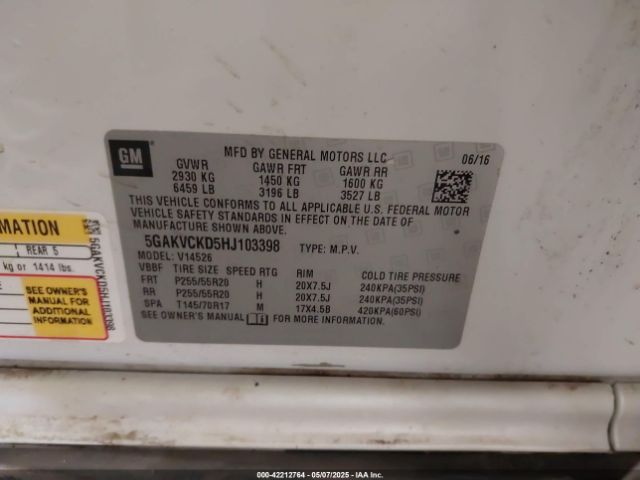 GM
MFD BY GENERAL MOTORS LLC
06/16
GVWR GAWR FRT GAWR RR
2930 KG 1450 KG 1600 KG
6459 LB 3196 LB 3527 LB
THIS VEHICLE CONFORMS TO ALL APPLICABLE U.S. FEDERAL MOTOR
VEHICLE SAFETY STANDARDS IN EFFECT ON THE DATE OF
MANUFACTURE SHOWN ABOVE.
5GAKVCKD5HJ103398 TYPE: M.P.V.
MODEL: V14526
VBBF TIRE SIZE SPEED RTG RIM COLD TIRE PRESSURE
FRT P255/55R20 H 20X7.5J 240KPA(35PSI)
RR P255/55R20 H 20X7.5J 240KPA(35PSI)
SPA T145/70R17 M 17X4.5B 420KPA(60PSI)
SEE OWNER'S MANUAL FOR MORE INFORMATION.
MATION
REAR 5
kg or 1414 lbs.
SEE OWNER'S
MANUAL FOR
ADDITIONAL
INFORMATION
5GAKVCKD5HJ103398
000-42212764 - 05/07/2025 - IAA Inc.